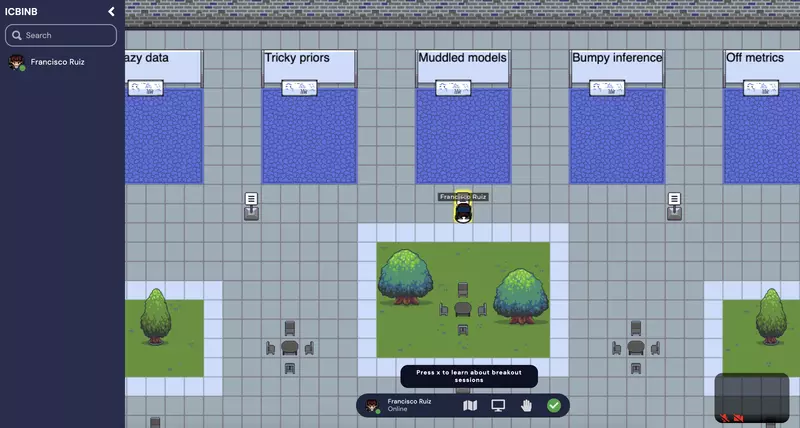 ICBINB
Search
Francisco Ruiz
azy data
Tricky priors
Muddled models
Bumpy inference
Off metrics
Francisco Ruiz
Press x to learn about breakout
sessions
Francisco Ruiz
Online